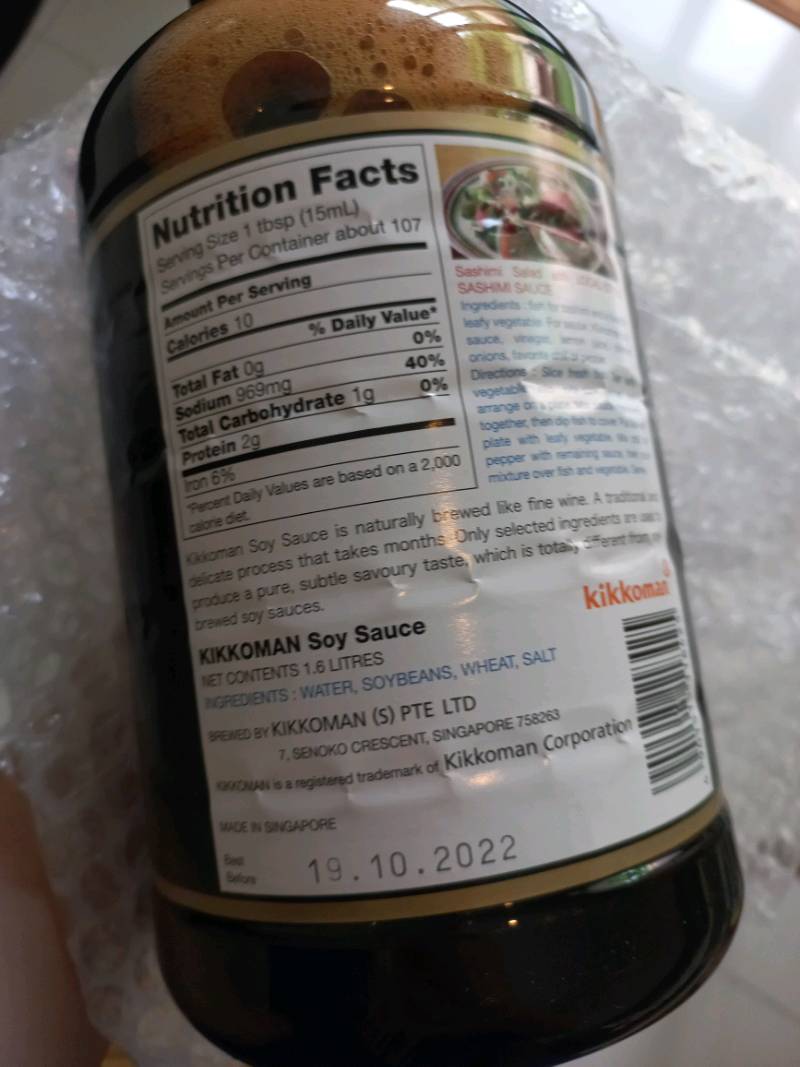 Nutrition Facts
Serving Size 1 tbsp (15mL)
Servings Per Container about 107
Amount Per Serving
Calories 10
% Daily Value*
Total Fat 0g 0%
Sodium 969mg 40%
Total Carbohydrate 1g 0%
Protein 2g
Iron 6%
*Percent Daily Values are based on a 2,000
calorie diet.
Sashimi Salad
SASHIMI SAUCE
Ingredients : fish for
leafy vegetable
sauce, vinegar, lemon
onions, favorite
Directions : Slice fresh
vegetable
arrange on a
together, then dip fish to cover
plate with leafy vegetable. Mix
pepper with remaining sauce,
mixture over fish and vegetable.
Kikkoman Soy Sauce is naturally brewed like fine wine. A traditional and
delicate process that takes months. Only selected ingredients are used to
produce a pure, subtle savoury taste, which is totally different from
brewed soy sauces.
kikkoman
KIKKOMAN Soy Sauce
NET CONTENTS 1.6 LITRES
INGREDIENTS : WATER, SOYBEANS, WHEAT, SALT
BREWED BY KIKKOMAN (S) PTE LTD
7, SENOKO CRESCENT, SINGAPORE 758263
KIKKOMAN is a registered trademark of Kikkoman Corporation
MADE IN SINGAPORE
Best
Before 19.10.2022